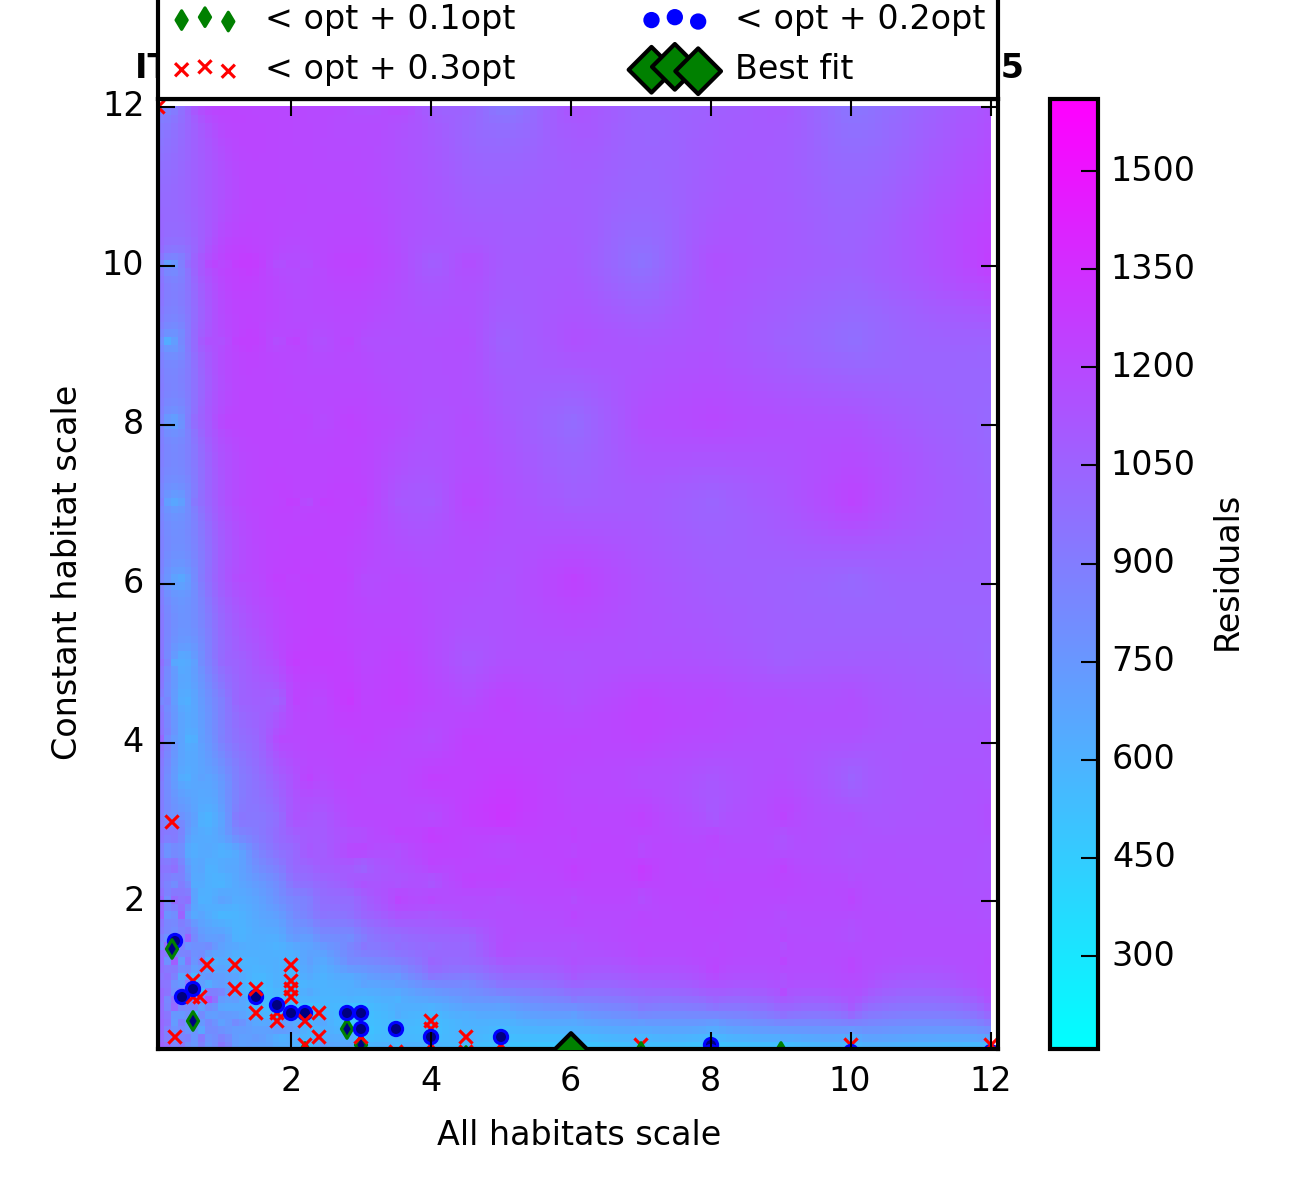 < opt + 0.1opt
< opt + 0.2opt
< opt + 0.3opt
Best fit
5
12
10
8
6
4
2
Constant habitat scale
2 4 6 8 10 12
All habitats scale
1500
1350
1200
1050
900
750
600
450
300
Residuals